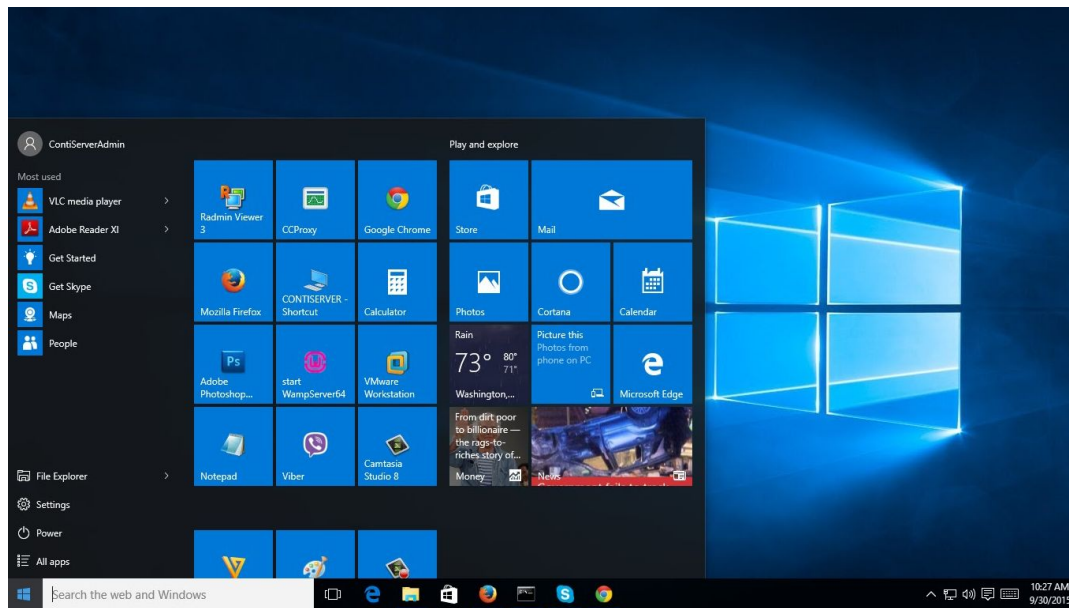 ContiServerAdmin
Most used
VLC media player
Adobe Reader XI
Get Started
Get Skype
Maps
People
File Explorer
Settings
Power
All apps
Radmin Viewer
3
CCProxy
Google Chrome
Mozilla Firefox
CONTISERVER -
Shortcut
Calculator
Ps
Adobe
Photoshop...
start
WampServer64
VMware
Workstation
Notepad
Viber
Camtasia
Studio 8
Play and explore
Store
Mail
Photos
Cortana
Calendar
Rain
73° 80°
71°
Washington,...
Picture this
Photos from
phone on PC
Microsoft Edge
From dirt poor
to billionaire —
the rags-to-
riches story of...
Money
News
Search the web and Windows
10:27 AM
9/30/2015